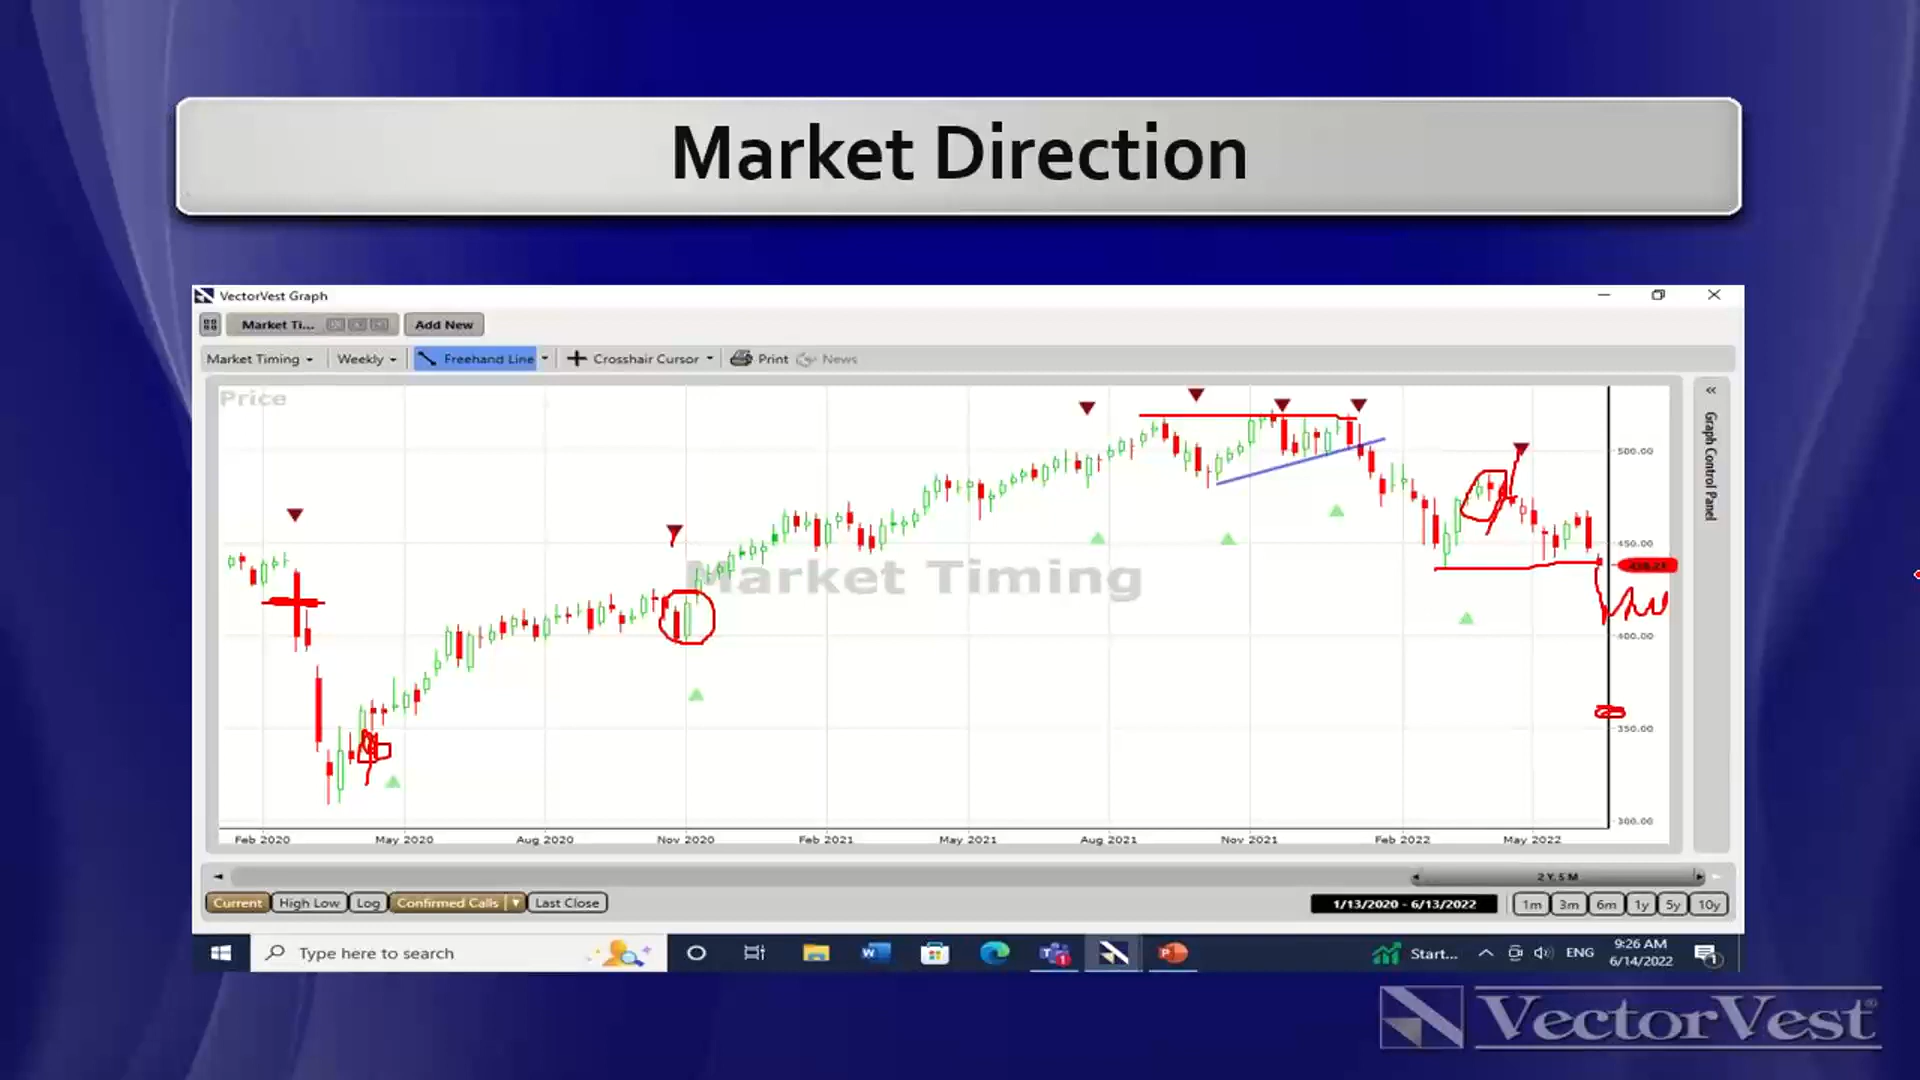 Market Direction
VectorVest Graph
Market Ti... Add New
Market Timing Weekly Freehand Line Crosshair Cursor Print News
Price
Market Timing
500.00
450.00
400.00
350.00
300.00
Graph Control Panel
Feb 2020 May 2020 Aug 2020 Nov 2020 Feb 2021 May 2021 Aug 2021 Nov 2021 Feb 2022 May 2022
2 Y, 5 M
Current High Low Log Confirmed Calls Last Close 1/13/2020 - 6/13/2022 1m 3m 6m 1y 5y 10y
Type here to search Start... ENG 9:26 AM
6/14/2022
VectorVest®